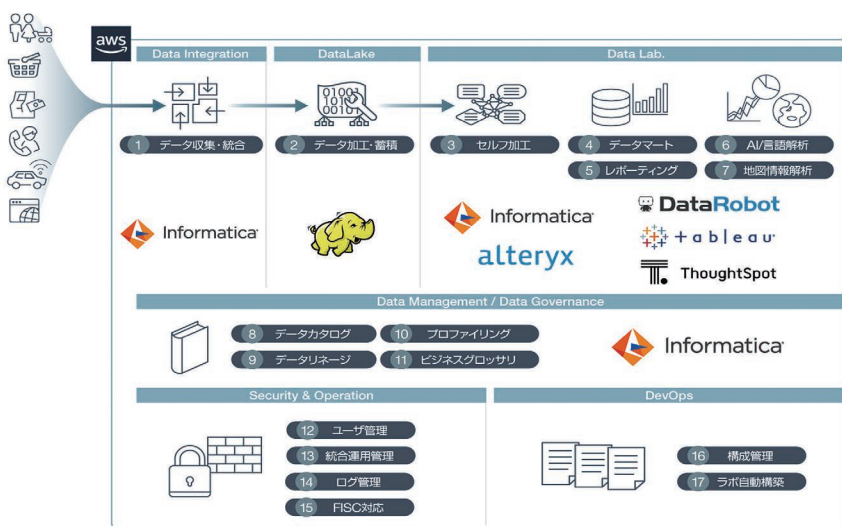 aws
Data Integration
DataLake
Data Lab.
01001
1010
00101
1 データ収集・統合
2 データ加工・蓄積
3 セルフ加工
4 データマート
6 AI/言語解析
5 レポーティング
7 地図情報解析
Informatica
Informatica
alteryx
DataRobot
+ableau
ThoughtSpot
Data Management / Data Governance
8 データカタログ
10 プロファイリング
9 データリネージ
11 ビジネスグロッサリ
Informatica
Security & Operation
DevOps
12 ユーザ管理
13 統合運用管理
14 ログ管理
15 FISC対応
16 構成管理
17 ラボ自動構築